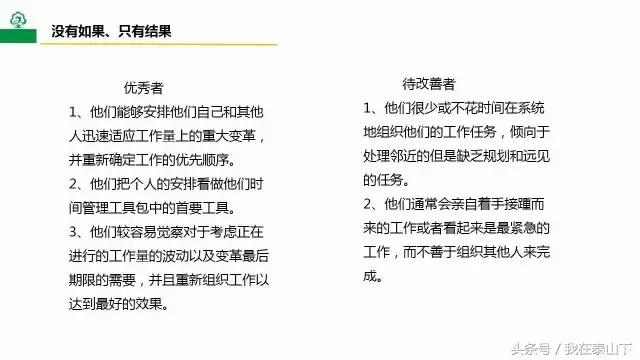 没有如果、只有结果
优秀者
1、他们能够安排他们自己和其他
人迅速适应工作量上的重大变革，
并重新确定工作的优先顺序。
2、他们把个人的安排看做他们时
间管理工具包中的首要工具。
3、他们较容易觉察对于考虑正在
进行的工作量的波动以及变革最后
期限的需要，并且重新组织工作以
达到最好的效果。
待改善者
1、他们很少或不花时间在系统
地组织他们的工作任务，倾向于
处理邻近的但是缺乏规划和远见
的任务。
2、他们通常会亲自着手接踵而
来的工作或者看起来是最紧急的
工作，而不善于组织其他人来完
成。
头条号 / 我在泰山下